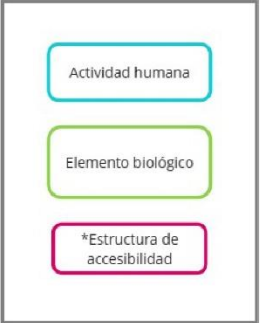 Actividad humana
Elemento biológico
*Estructura de
accesibilidad